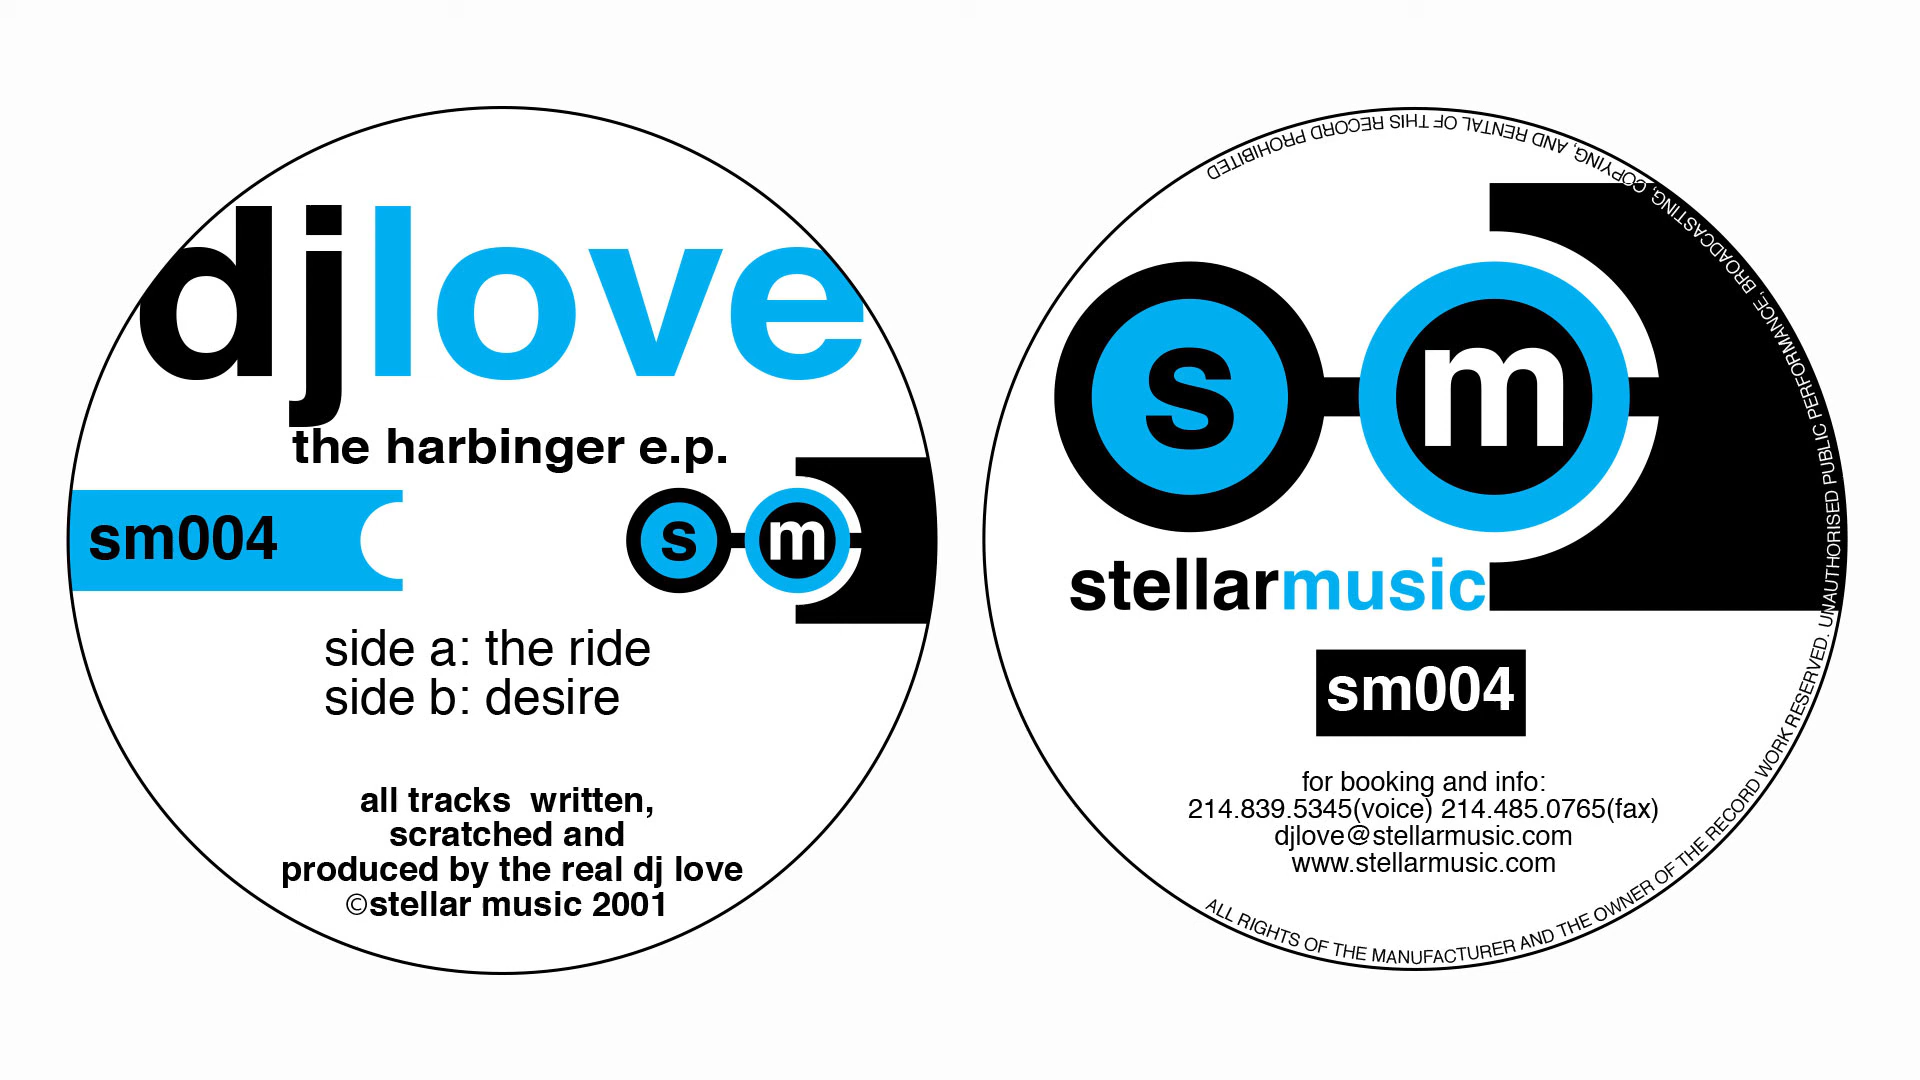 djlove
the harbinger e.p.
sm004
s m
side a: the ride
side b: desire
all tracks  written,
scratched and
produced by the real dj love
©stellar music 2001
s m
stellarmusic
sm004
for booking and info:
214.839.5345(voice) 214.485.0765(fax)
djlove@stellarmusic.com
www.stellarmusic.com
ALL RIGHTS OF THE MANUFACTURER AND THE OWNER OF THE RECORD WORK RESERVED. UNAUTHORISED PUBLIC PERFORMANCE, BROADCASTING, COPYING, AND RENTAL OF THIS RECORD PROHIBITED